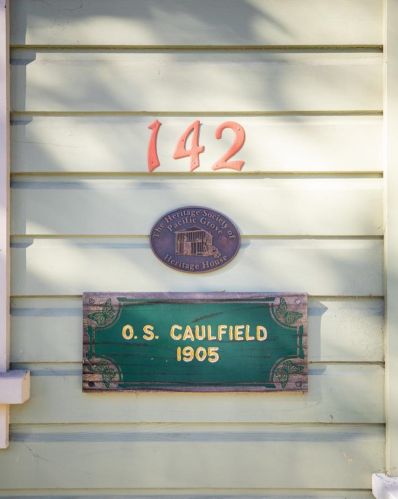 142
The Heritage Society of
Pacific Grove
Heritage House
O. S. CAULFIELD
1905